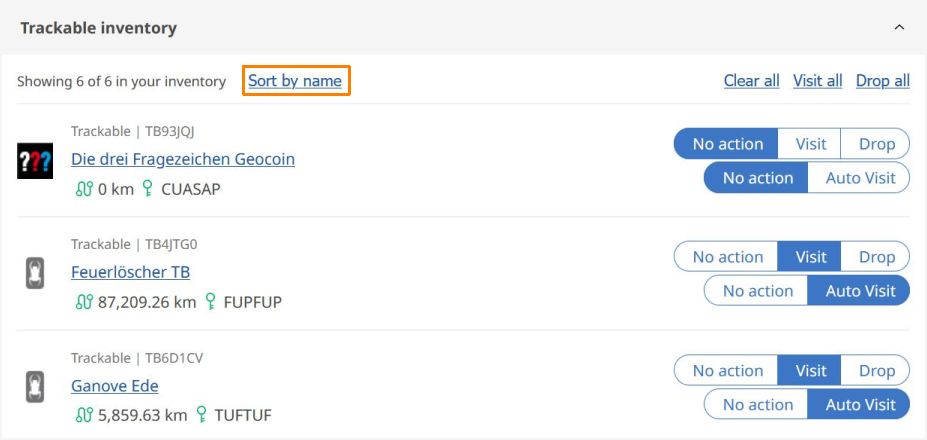 Trackable inventory
Showing 6 of 6 in your inventory Sort by name Clear all Visit all Drop all
Trackable | TB93JQJ
???
Die drei Fragezeichen Geocoin
No action Visit Drop
0 km CUASAP
No action Auto Visit
Trackable | TB4JTG0
Feuerlöscher TB
No action Visit Drop
87,209.26 km FUPFUP
No action Auto Visit
Trackable | TB6D1CV
Ganove Ede
No action Visit Drop
5,859.63 km TUFTUF
No action Auto Visit